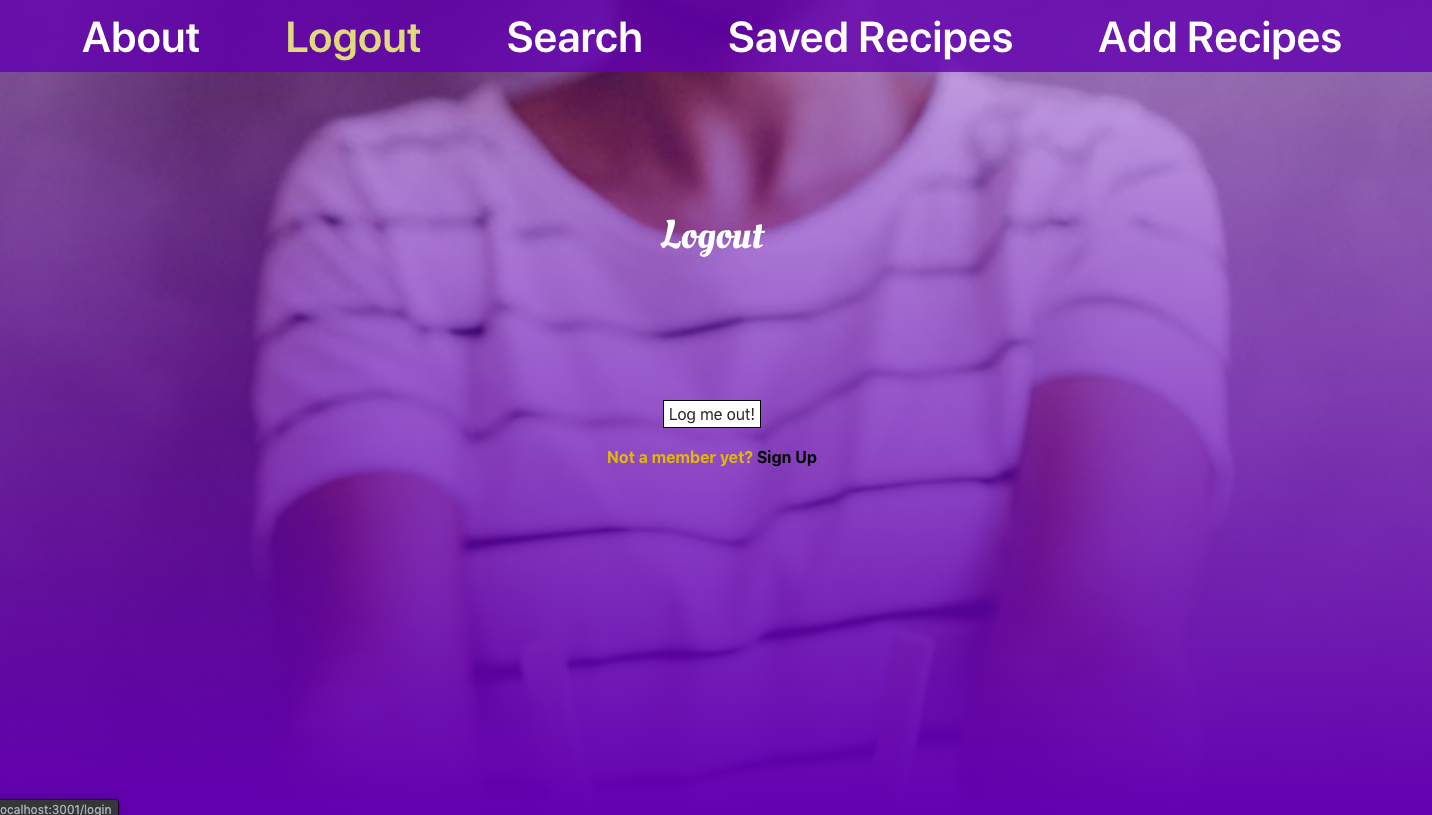 About Logout Search Saved Recipes Add Recipes
Logout
Log me out!
Not a member yet? Sign Up
ocalhost:3001/login